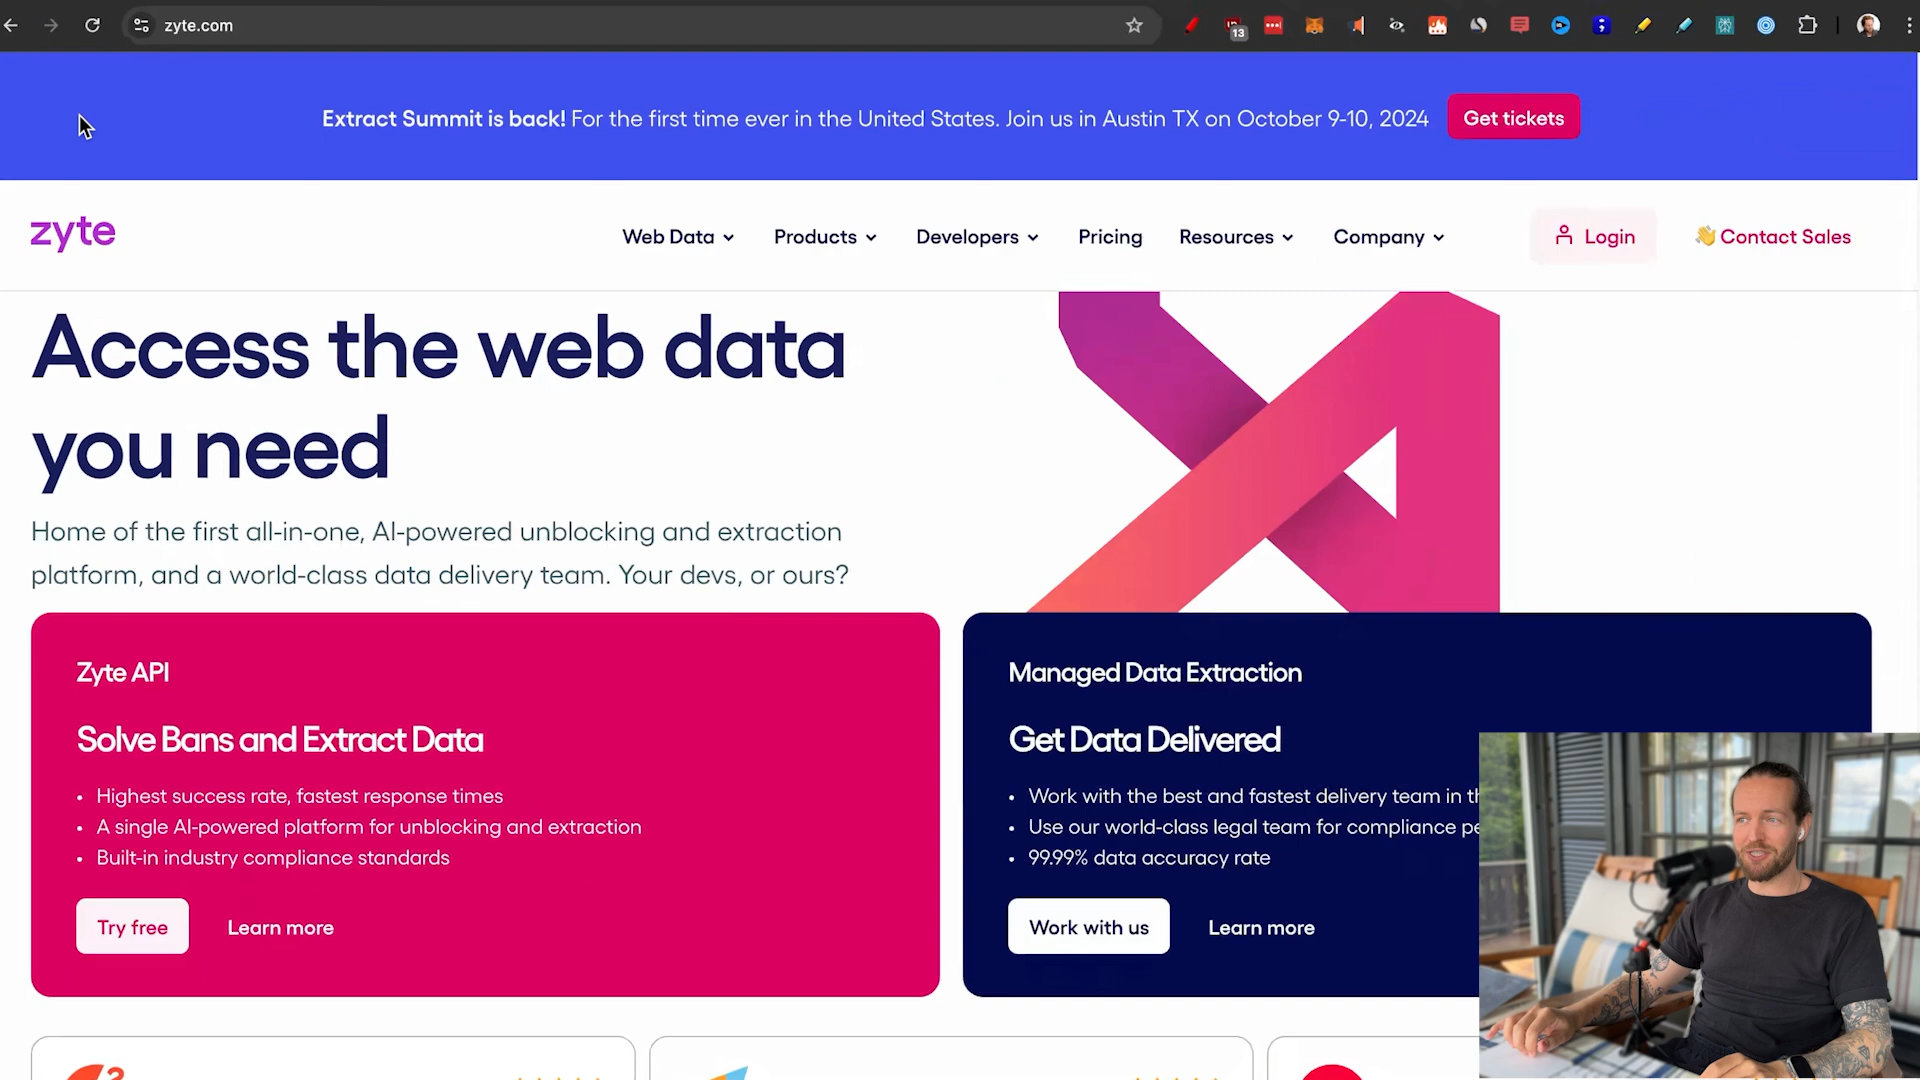 zyte.com
13
Extract Summit is back! For the first time ever in the United States. Join us in Austin TX on October 9-10, 2024
Get tickets
zyte
Web Data
Products
Developers
Pricing
Resources
Company
Login
👋 Contact Sales
Access the web data
you need
Home of the first all-in-one, AI-powered unblocking and extraction
platform, and a world-class data delivery team. Your devs, or ours?
Zyte API
Solve Bans and Extract Data
• Highest success rate, fastest response times
• A single AI-powered platform for unblocking and extraction
• Built-in industry compliance standards
Try free
Learn more
Managed Data Extraction
Get Data Delivered
• Work with the best and fastest delivery team in
• Use our world-class legal team for compliance
• 99.99% data accuracy rate
Work with us
Learn more